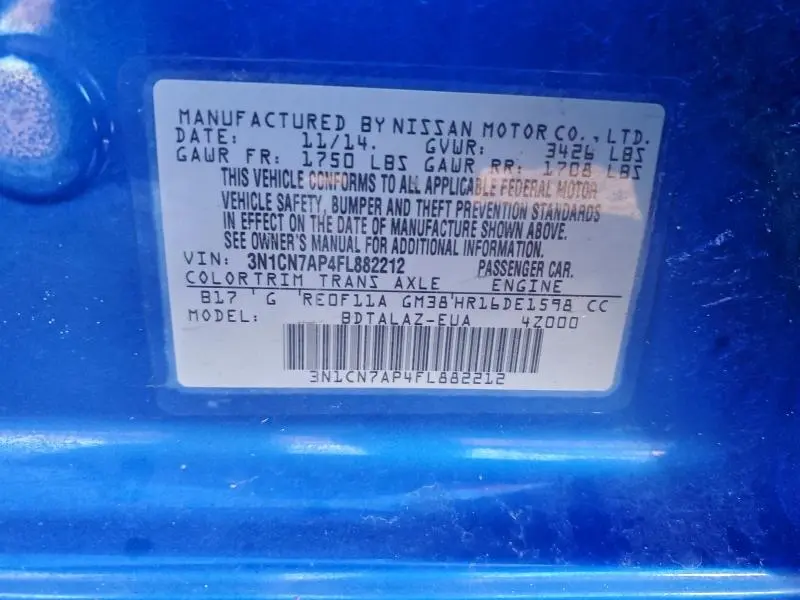 MANUFACTURED BY NISSAN MOTOR CO., LTD.
DATE: 11/14. GVWR: 3426 LBS
GAWR FR: 1750 LBS GAWR RR: 1708 LBS
THIS VEHICLE CONFORMS TO ALL APPLICABLE FEDERAL MOTOR
VEHICLE SAFETY, BUMPER AND THEFT PREVENTION STANDARDS
IN EFFECT ON THE DATE OF MANUFACTURE SHOWN ABOVE.
SEE OWNER'S MANUAL FOR ADDITIONAL INFORMATION.
VIN: 3N1CN7AP4FL882212 PASSENGER CAR.
COLORTRIM TRANS AXLE ENGINE
B17 'G 'RE0F11A GM38'HR16DE1598 CC
MODEL: BDTALAZ-EUA 4Z000
3N1CN7AP4FL882212